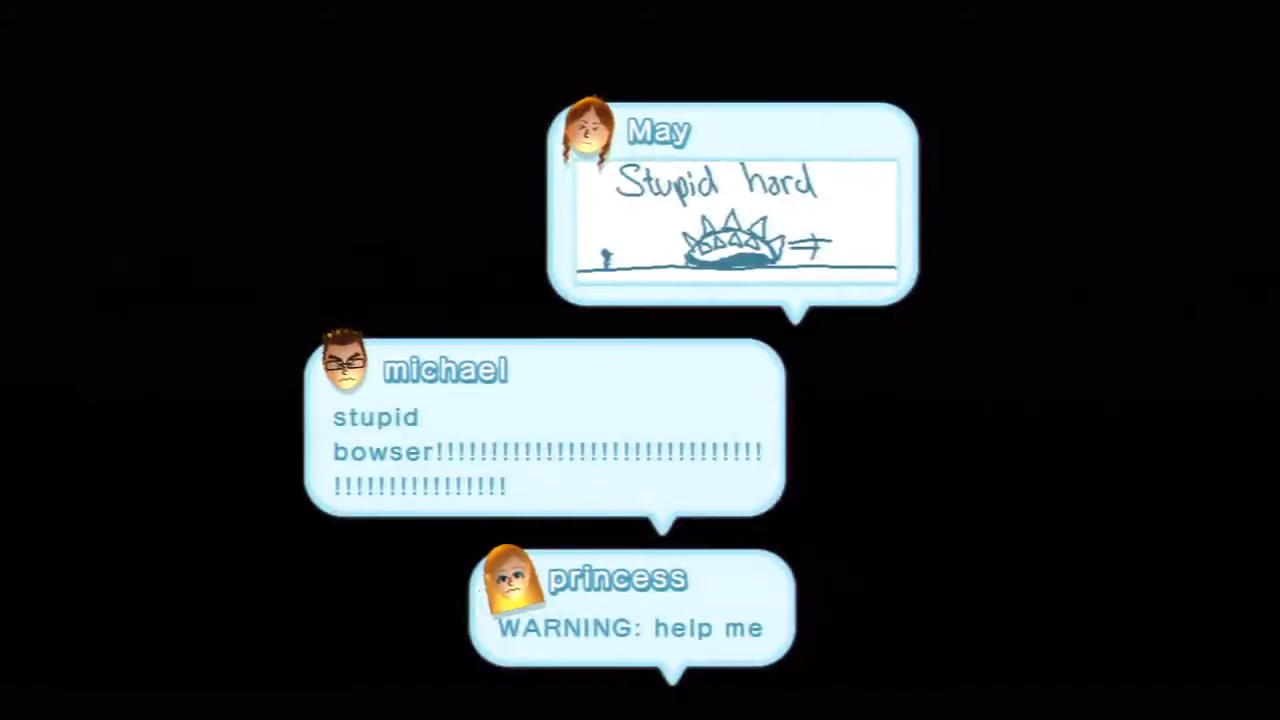 May
Stupid hard
michael
stupid
bowser!!!!!!!!!!!!!!!!!!!!!!!!!!!!!!
!!!!!!!!!!!!!!!!
princess
WARNING: help me